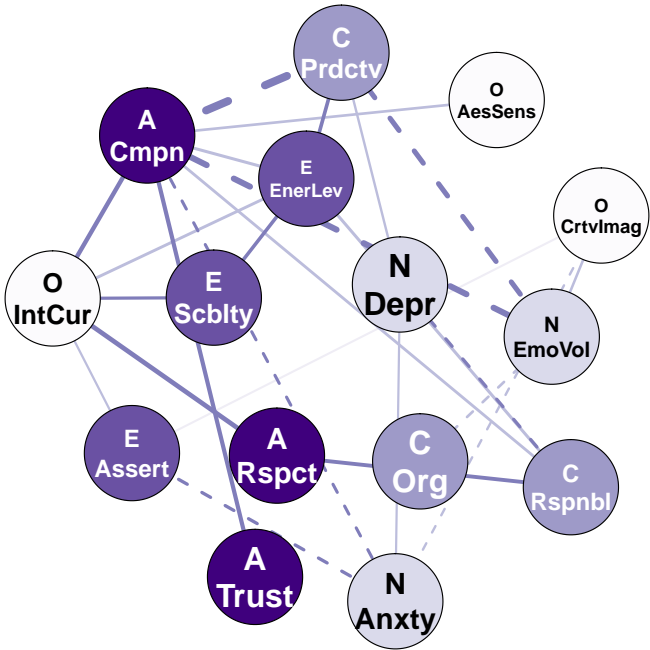 C
Prdctv
O
AesSens
A
Cmpn
E
EnerLev
O
CrtvImag
N
Depr
O
IntCur
E
Scblty
N
EmoVol
E
Assert
A
Rspct
C
Org
C
Rspnbl
A
Trust
N
Anxty